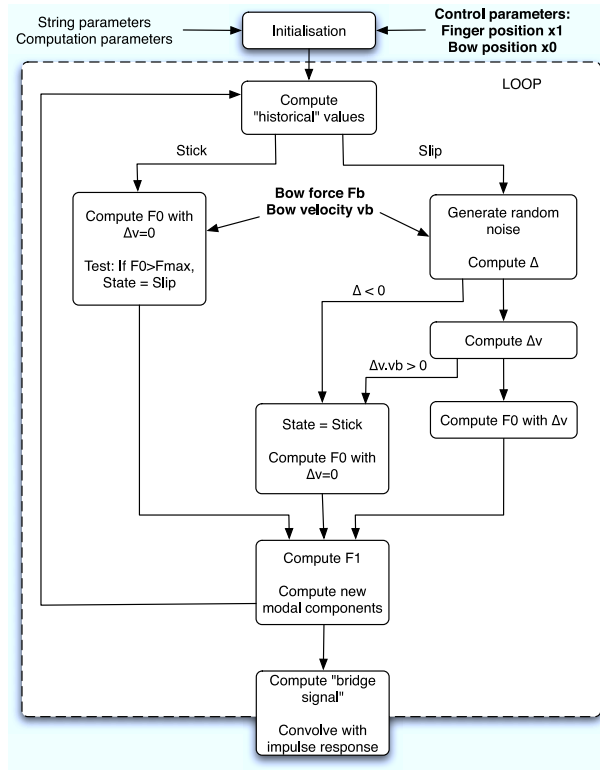 String parameters
Computation parameters
Initialisation
Control parameters:
Finger position x1
Bow position x0
LOOP
Compute
"historical" values
Stick
Slip
Compute F0 with
Δv=0
Test: If F0>Fmax,
State = Slip
Bow force Fb
Bow velocity vb
Generate random
noise
Compute Δ
Δ < 0
Compute Δv
Δv.vb > 0
State = Stick
Compute F0 with
Δv=0
Compute F0 with Δv
Compute F1
Compute new
modal components
Compute "bridge
signal"
Convolve with
impulse response